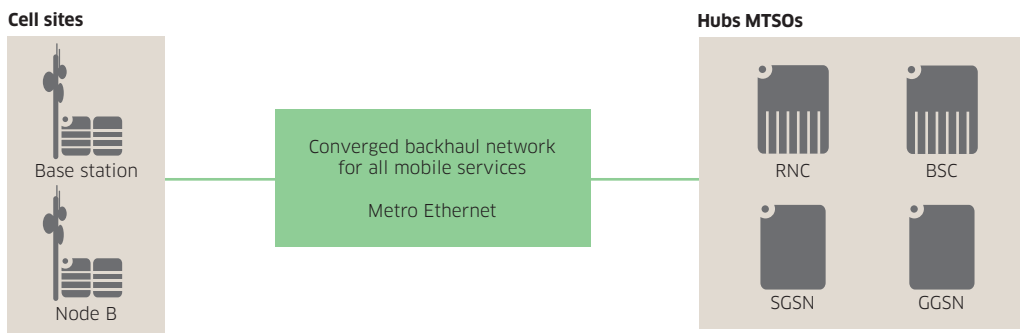 Cell sites
Hubs MTSOs
Base station
Node B
Converged backhaul network
for all mobile services
Metro Ethernet
RNC
BSC
SGSN
GGSN